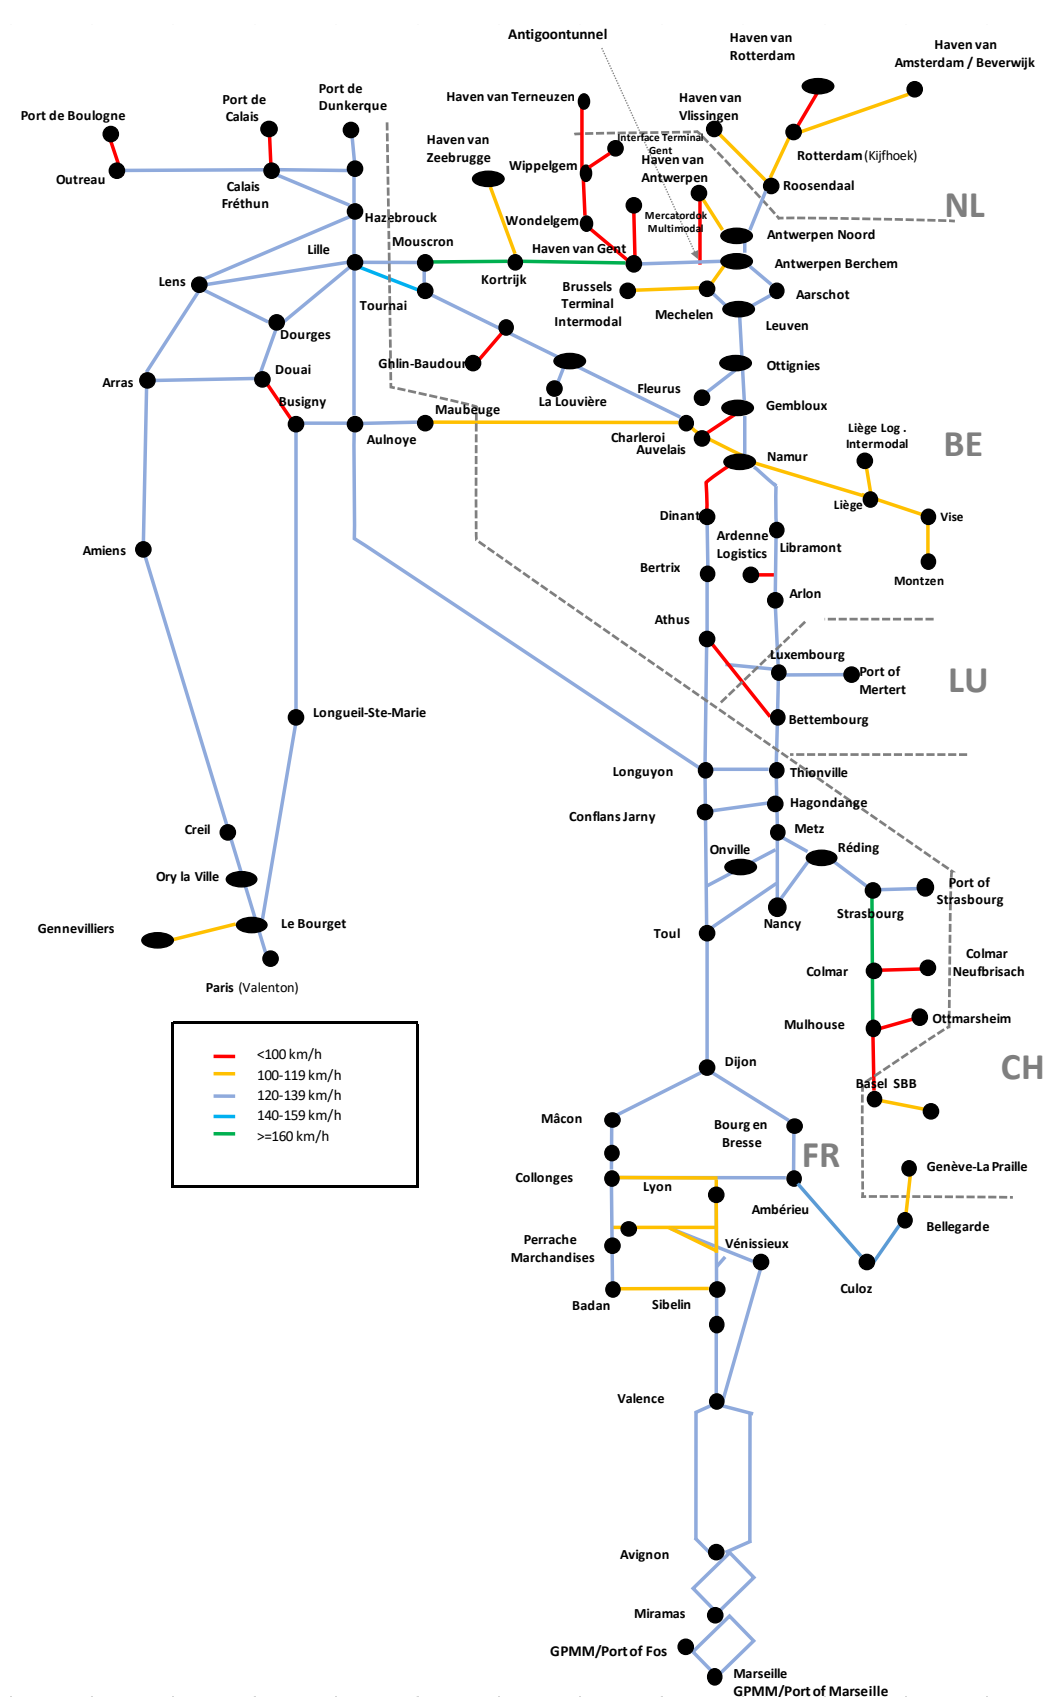 Antigoontunnel
Haven van
Rotterdam
Haven van
Amsterdam / Beverwijk
Port de Boulogne
Port de
Calais
Port de
Dunkerque
Haven van Terneuzen
Haven van
Vlissingen
Haven van
Zeebrugge
Interface Terminal
Gent
Wippelgem
Haven van
Antwerpen
Rotterdam (Kijfhoek)
Outreau
Calais
Fréthun
Roosendaal
NL
Hazebrouck
Wondelgem
Mercatordok
Multimodal
Antwerpen Noord
Lille
Mouscron
Haven van Gent
Antwerpen Berchem
Lens
Kortrijk
Brussels
Terminal
Intermodal
Aarschot
Tournai
Mechelen
Leuven
Dourges
Ghlin-Baudour
Ottignies
Arras
Douai
La Louvière
Fleurus
Busigny
Maubeuge
Gembloux
Aulnoye
Charleroi
Auvelais
Liège Log .
Intermodal
BE
Namur
Liège
Vise
Dinant
Ardenne
Logistics
Libramont
Amiens
Bertrix
Montzen
Arlon
Athus
Luxembourg
Port of
Mertert
LU
Longueil-Ste-Marie
Bettembourg
Longuyon
Thionville
Conflans Jarny
Hagondange
Creil
Metz
Onville
Réding
Ory la Ville
Port of
Strasbourg
Strasbourg
Gennevilliers
Le Bourget
Toul
Nancy
Colmar
Colmar
Neufbrisach
Paris (Valenton)
Mulhouse
Ottmarsheim
<100 km/h
100-119 km/h
120-139 km/h
140-159 km/h
>=160 km/h
Dijon
CH
Basel SBB
Mâcon
Bourg en
Bresse
FR
Collonges
Lyon
Genève-La Praille
Ambérieu
Bellegarde
Perrache
Marchandises
Vénissieux
Culoz
Badan
Sibelin
Valence
Avignon
Miramas
GPMM/Port of Fos
Marseille
GPMM/Port of Marseille